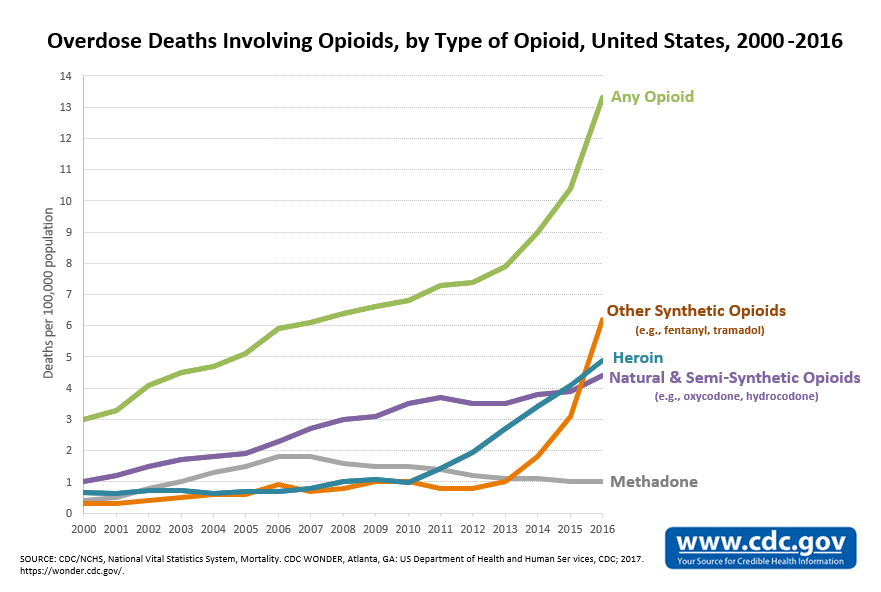 Overdose Deaths Involving Opioids, by Type of Opioid, United States, 2000 -2016
Deaths per 100,000 population
14
13
12
11
10
9
8
7
6
5
4
3
2
1
0
Any Opioid
Other Synthetic Opioids
(e.g., fentanyl, tramadol)
Heroin
Natural & Semi-Synthetic Opioids
(e.g., oxycodone, hydrocodone)
Methadone
2000 2001 2002 2003 2004 2005 2006 2007 2008 2009 2010 2011 2012 2013 2014 2015 2016
SOURCE: CDC/NCHS, National Vital Statistics System, Mortality. CDC WONDER, Atlanta, GA: US Department of Health and Human Ser vices, CDC; 2017.
https://wonder.cdc.gov/.
www.cdc.gov
Your Source for Credible Health Information